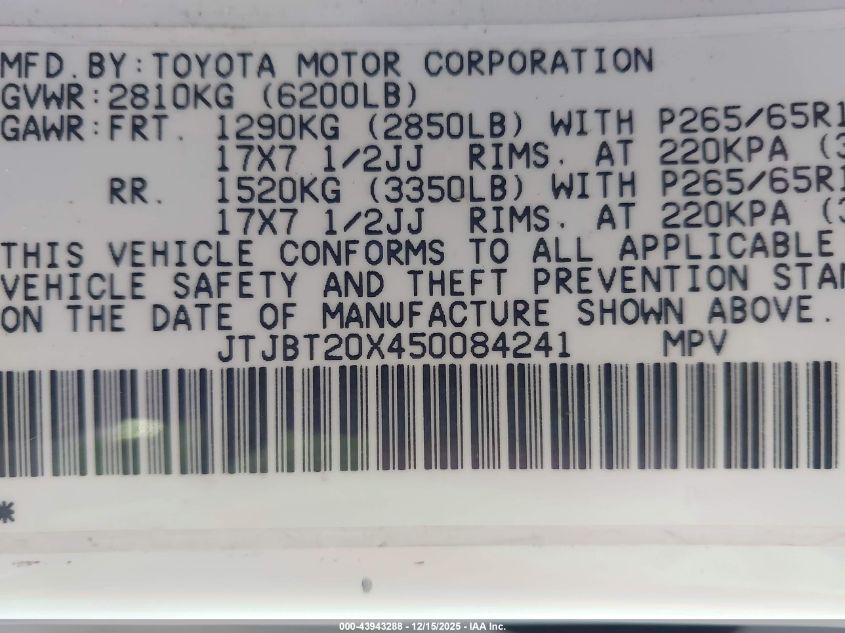 MFD.BY:TOYOTA MOTOR CORPORATION
GVWR:2810KG (6200LB)
GAWR:FRT. 1290KG (2850LB) WITH P265/65R1
17X7 1/2JJ RIMS. AT 220KPA (3
RR. 1520KG (3350LB) WITH P265/65R1
17X7 1/2JJ RIMS. AT 220KPA (3
THIS VEHICLE CONFORMS TO ALL APPLICABLE
VEHICLE SAFETY AND THEFT PREVENTION STAN
ON THE DATE OF MANUFACTURE SHOWN ABOVE.
JTJBT20X450084241 MPV
*
000-43943288 - 12/15/2025 - IAA Inc.